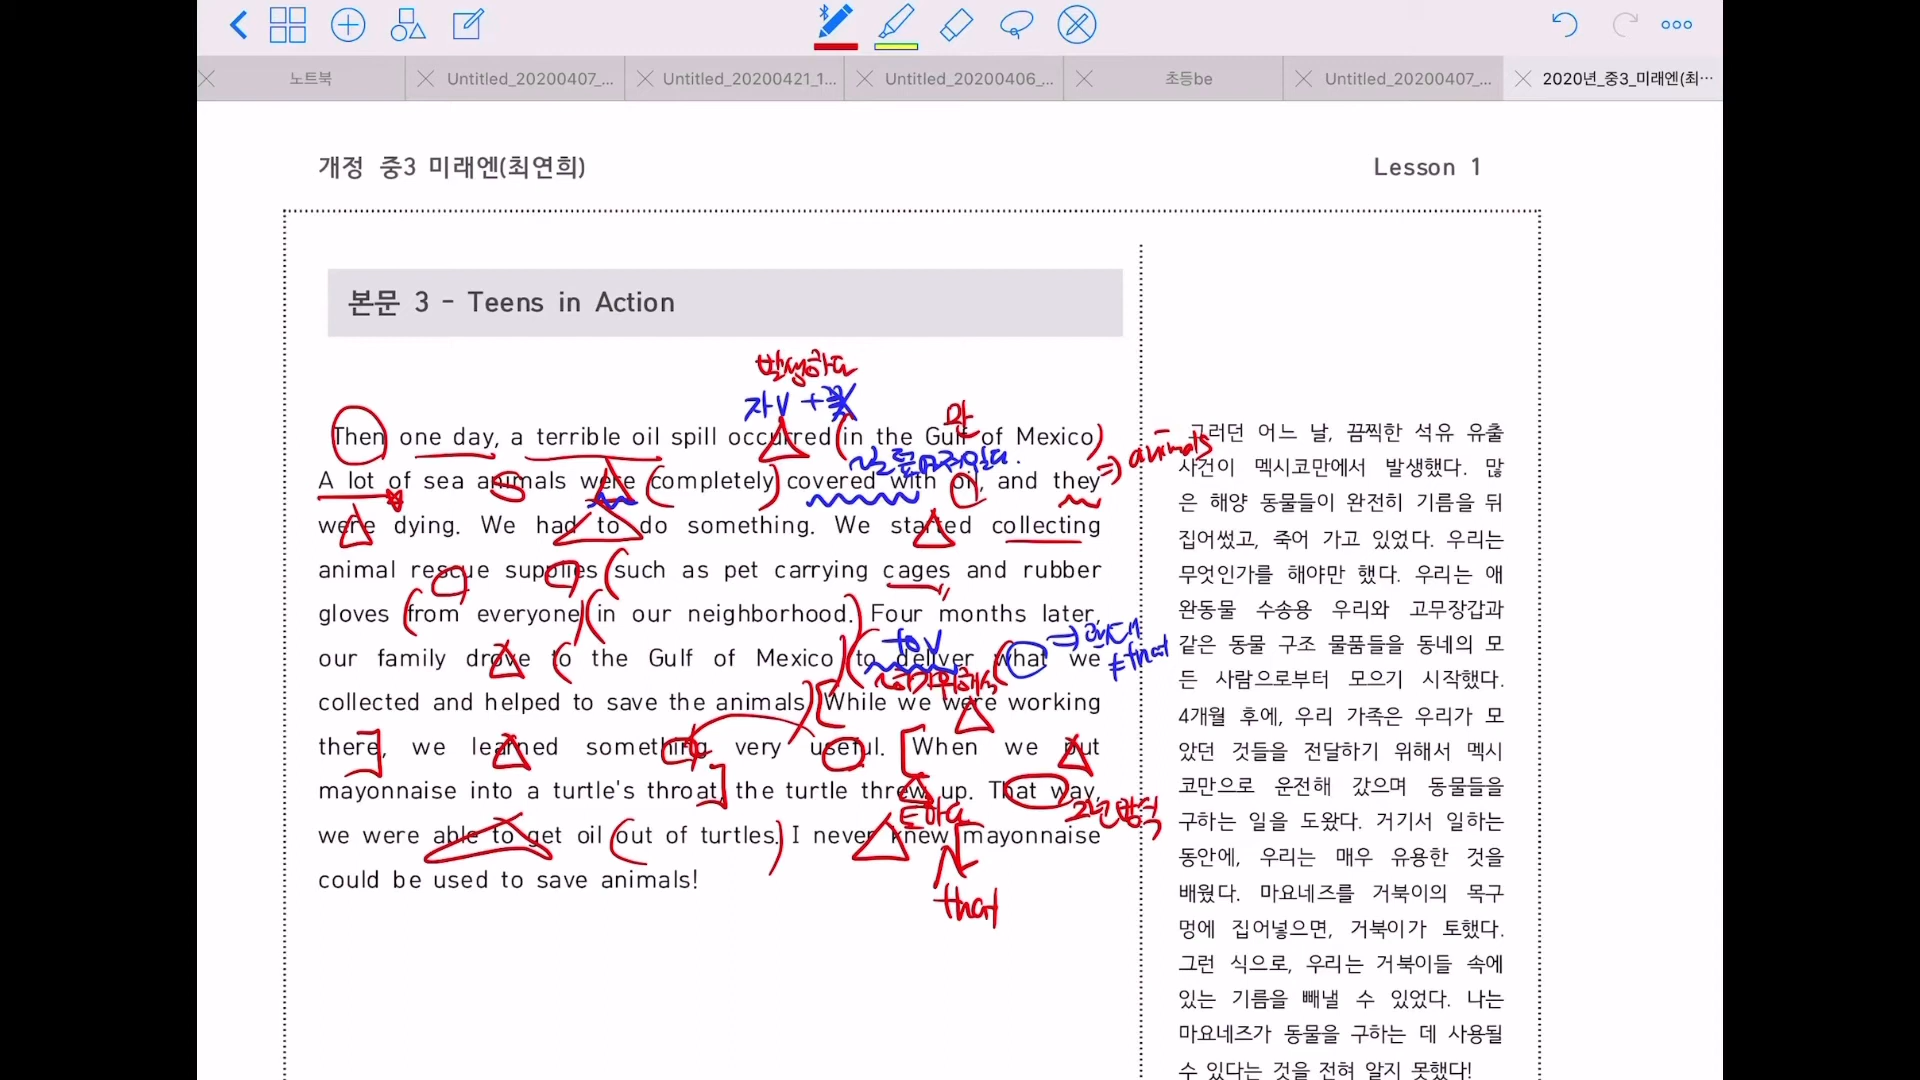 노트북
Untitled_20200407_...
Untitled_20200421_1...
Untitled_20200406_...
초등be
Untitled_20200407_...
2020년_중3_미래엔(최...
개정 중3 미래엔(최연희)
Lesson 1
본문 3 - Teens in Action
발생하다
자V + 꽃
만
Then one day, a terrible oil spill occurred in the Gulf of Mexico.
⇒ animals
A lot of sea animals were completely covered with oil, and they
were dying. We had to do something. We started collecting
animal rescue supplies such as pet carrying cages and rubber
gloves from everyone in our neighborhood. Four months later,
to V
⇒ 관대
≠ that
our family drove to the Gulf of Mexico to deliver what we
~하기위해서
collected and helped to save the animals. While we were working
there, we learned something very useful. When we put
mayonnaise into a turtle's throat, the turtle threw up. That way,
토하다
그런방식
we were able to get oil out of turtles. I never knew mayonnaise
could be used to save animals!
that
그러던 어느 날, 끔찍한 석유 유출
사건이 멕시코만에서 발생했다. 많
은 해양 동물들이 완전히 기름을 뒤
집어썼고, 죽어 가고 있었다. 우리는
무엇인가를 해야만 했다. 우리는 애
완동물 수송용 우리와 고무장갑과
같은 동물 구조 물품들을 동네의 모
든 사람으로부터 모으기 시작했다.
4개월 후에, 우리 가족은 우리가 모
았던 것들을 전달하기 위해서 멕시
코만으로 운전해 갔으며 동물들을
구하는 일을 도왔다. 거기서 일하는
동안에, 우리는 매우 유용한 것을
배웠다. 마요네즈를 거북이의 목구
멍에 집어넣으면, 거북이가 토했다.
그런 식으로, 우리는 거북이들 속에
있는 기름을 빼낼 수 있었다. 나는
마요네즈가 동물을 구하는 데 사용될
수 있다는 것을 전혀 알지 못했다!